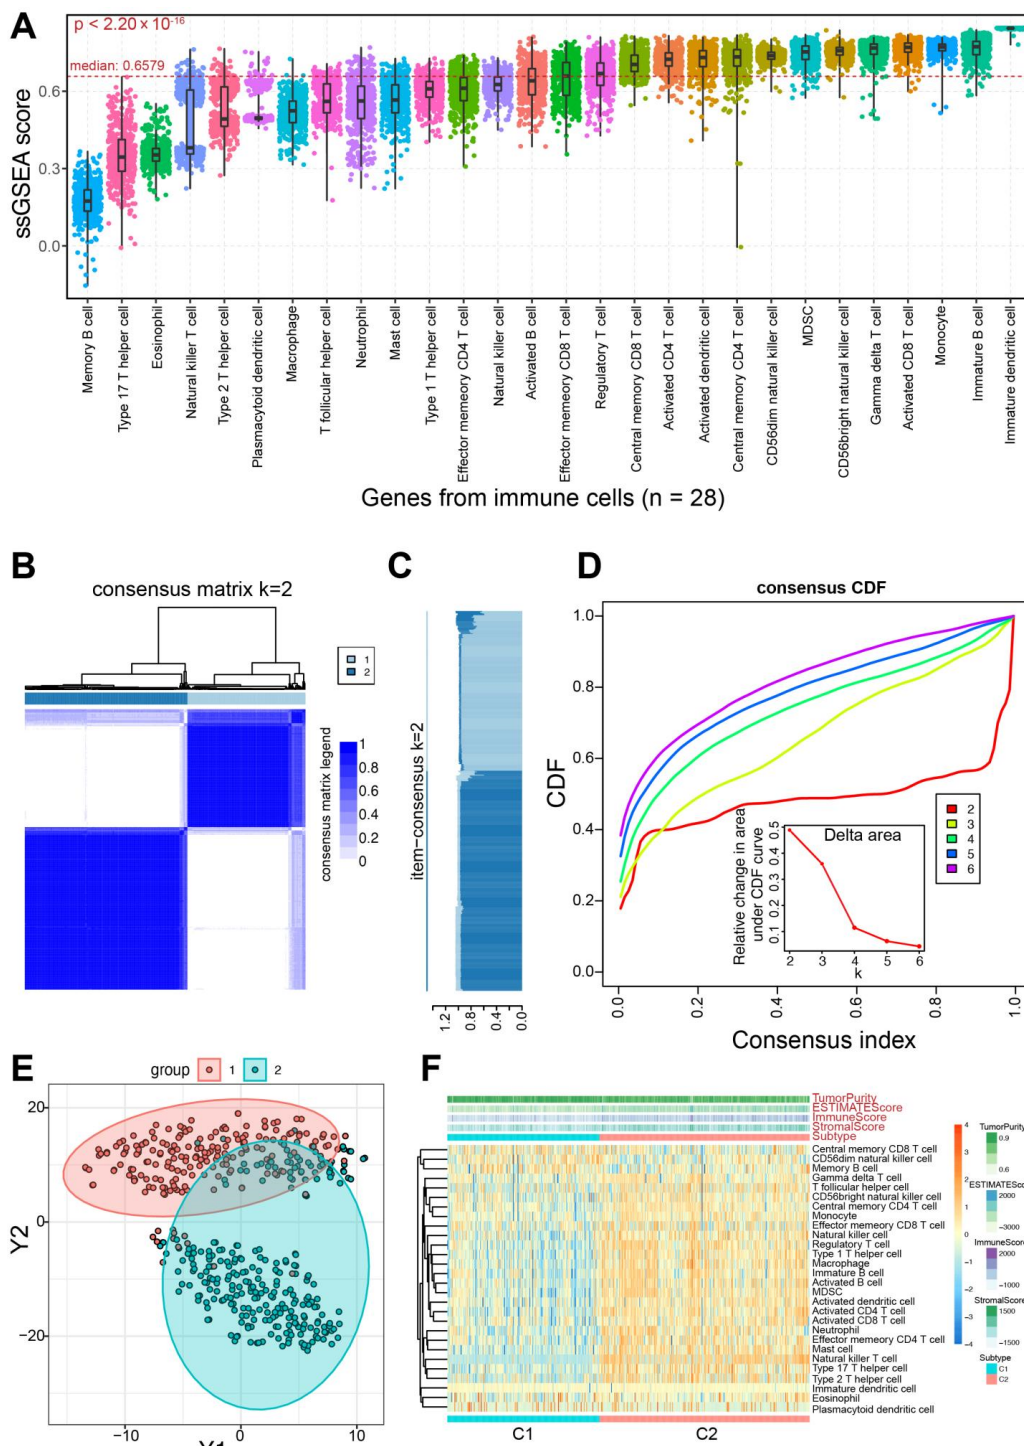 A
p < 2.20 x 10-16
median: 0.6579
ssGSEA score
0.6
0.3
0.0
Memory B cell
Type 17 T helper cell
Eosinophil
Natural killer T cell
Type 2 T helper cell
Plasmacytoid dendritic cell
Macrophage
T follicular helper cell
Neutrophil
Mast cell
Type 1 T helper cell
Effector memeory CD4 T cell
Natural killer cell
Activated B cell
Effector memeory CD8 T cell
Regulatory T cell
Central memory CD8 T cell
Activated CD4 T cell
Activated dendritic cell
Central memory CD4 T cell
CD56dim natural killer cell
MDSC
CD56bright natural killer cell
Gamma delta T cell
Activated CD8 T cell
Monocyte
Immature B cell
Immature dendritic cell
Genes from immune cells (n = 28)
B
consensus matrix k=2
1
2
consensus matrix legend
1
0.8
0.6
0.4
0.2
0
C
item-consensus k=2
1.2
0.8
0.4
0.0
D
consensus CDF
CDF
1.0
0.8
0.6
0.4
0.2
0.0
2
3
4
5
6
Delta area
Relative change in area
under CDF curve
0.5
0.4
0.3
0.2
0.1
2 3 4 5 6
k
0.0 0.2 0.4 0.6 0.8 1.0
Consensus index
E
group 1 2
Y2
20
0
−20
−10 0 10
Y1
F
TumorPurity
ESTIMATEScore
ImmuneScore
StromalScore
Subtype
Central memory CD8 T cell
CD56dim natural killer cell
Memory B cell
Gamma delta T cell
T follicular helper cell
CD56bright natural killer cell
Central memory CD4 T cell
Monocyte
Effector memeory CD8 T cell
Natural killer cell
Regulatory T cell
Type 1 T helper cell
Macrophage
Immature B cell
Activated B cell
MDSC
Activated dendritic cell
Activated CD4 T cell
Activated CD8 T cell
Neutrophil
Effector memeory CD4 T cell
Mast cell
Natural killer T cell
Type 17 T helper cell
Type 2 T helper cell
Immature dendritic cell
Eosinophil
Plasmacytoid dendritic cell
C1 C2
4
3
2
1
0
−1
−2
−3
−4
TumorPurity
0.9
0.6
ESTIMATESco
2000
−3000
ImmuneScore
2000
−1000
StromalScore
1500
−1500
Subtype
C1
C2